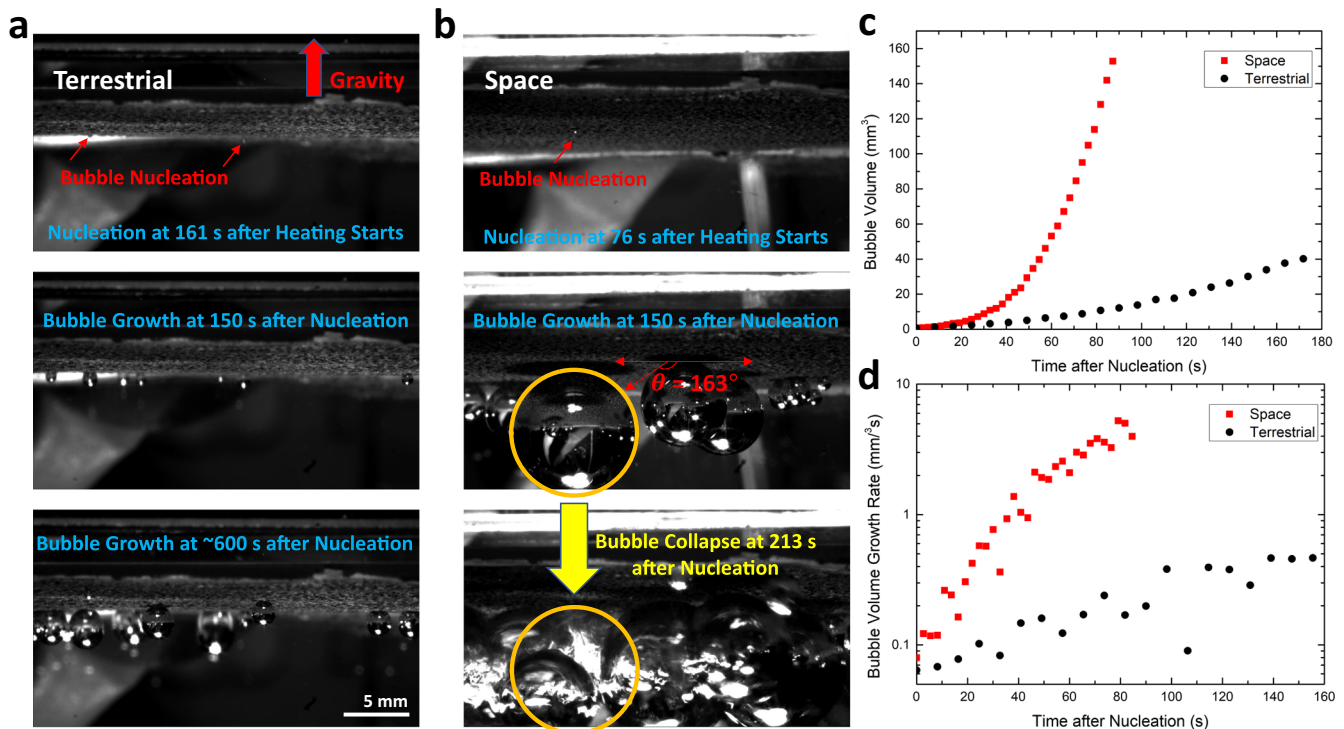 a
Terrestrial
Gravity
Bubble Nucleation
Nucleation at 161 s after Heating Starts
Bubble Growth at 150 s after Nucleation
Bubble Growth at ~600 s after Nucleation
5 mm
b
Space
Bubble Nucleation
Nucleation at 76 s after Heating Starts
Bubble Growth at 150 s after Nucleation
θ = 163°
Bubble Collapse at 213 s
after Nucleation
c
Bubble Volume (mm³)
160
140
120
100
80
60
40
20
0
Space
Terrestrial
0 20 40 60 80 100 120 140 160 180
Time after Nucleation (s)
d
Bubble Volume Growth Rate (mm/³s)
10
1
0.1
Space
Terrestrial
0 20 40 60 80 100 120 140 160
Time after Nucleation (s)